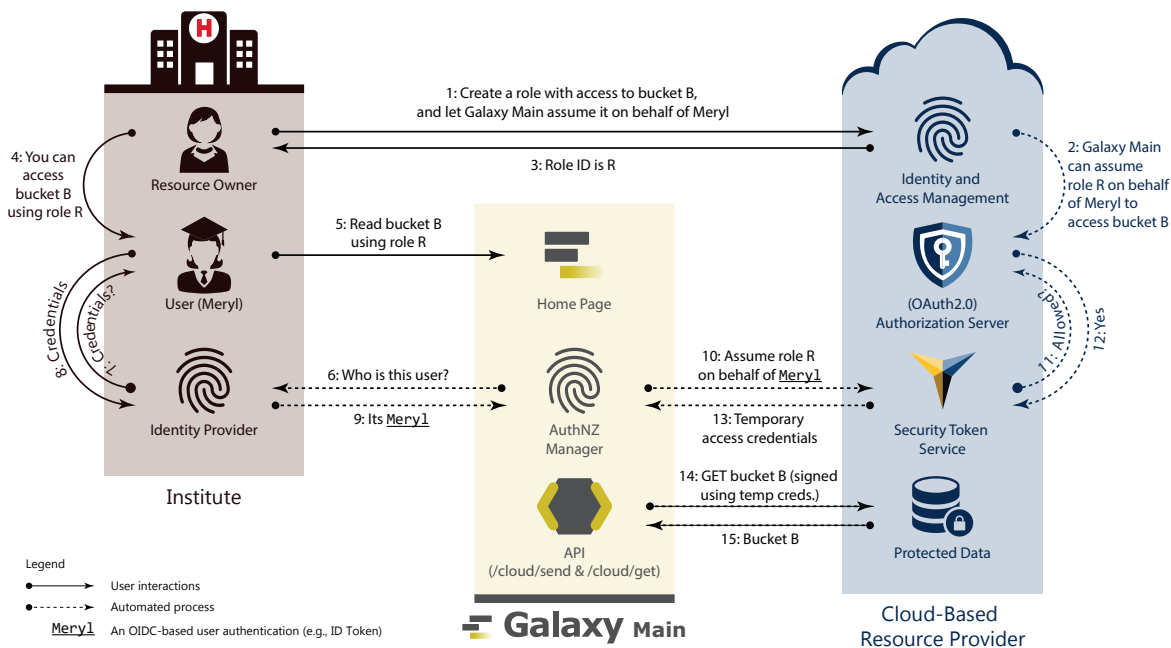 H
1: Create a role with access to bucket B,
and let Galaxy Main assume it on behalf of Meryl
3: Role ID is R
Resource Owner
4: You can
access
bucket B
using role R
Identity and
Access Management
2: Galaxy Main
can assume
role R on behalf
of Meryl to
access bucket B
5: Read bucket B
using role R
User (Meryl)
Home Page
(OAuth2.0)
Authorization Server
8: Credentials
7: Credentials?
11: Allowed?
12:Yes
6: Who is this user?
9: Its Meryl
Identity Provider
AuthNZ
Manager
10: Assume role R
on behalf of Meryl
13: Temporary
access credentials
Security Token
Service
Institute
14: GET bucket B (signed
using temp creds.)
15: Bucket B
API
(/cloud/send & /cloud/get)
Protected Data
Legend
User interactions
Automated process
Meryl An OIDC-based user authentication (e.g., ID Token)
Galaxy Main
Cloud-Based
Resource Provider